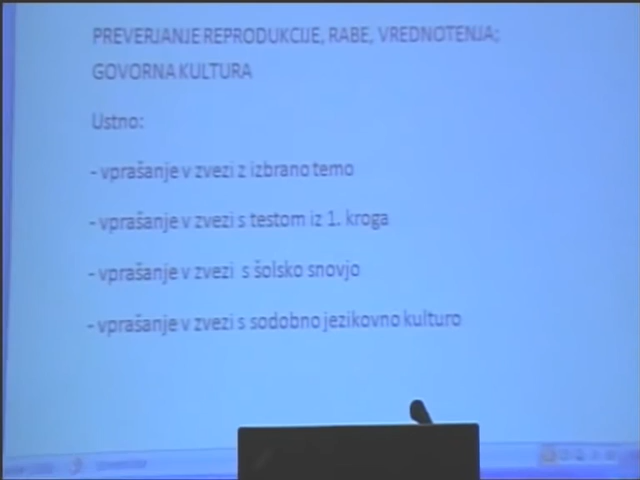 PREVERJANJE REPRODUKCIJE, RABE, VREDNOTENJA;
GOVORNA KULTURA
Ustno:
- vprašanje v zvezi z izbrano temo
- vprašanje v zvezi s testom iz 1. kroga
- vprašanje v zvezi s šolsko snovjo
- vprašanje v zvezi s sodobno jezikovno kulturo